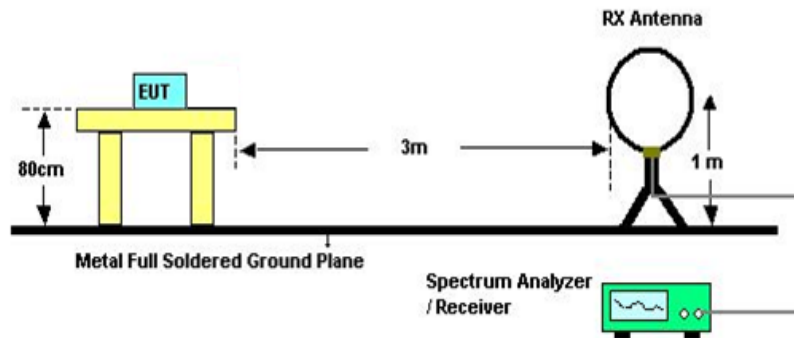 RX Antenna
EUT
80cm
3m
1 m
Metal Full Soldered Ground Plane
Spectrum Analyzer
/ Receiver